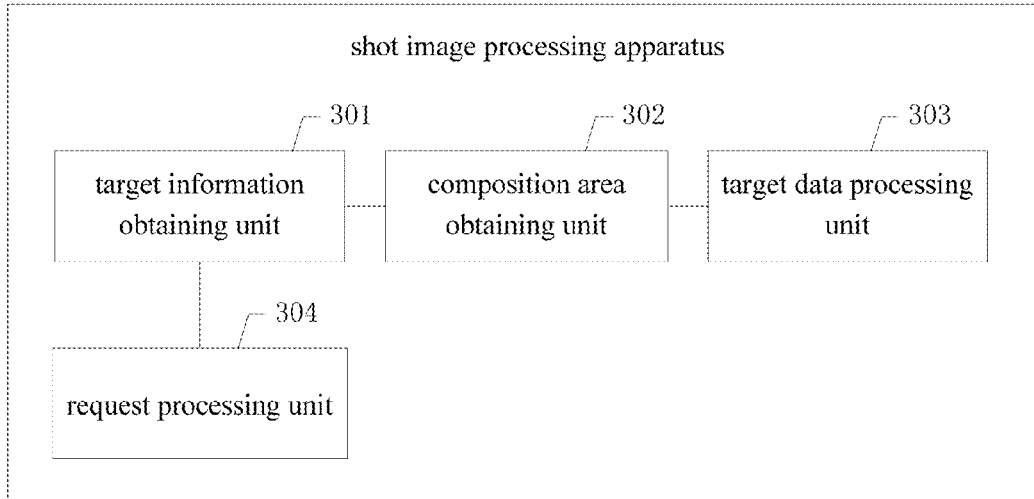 shot image processing apparatus
301
302
303
target information
obtaining unit
composition area
obtaining unit
target data processing
unit
304
request processing unit